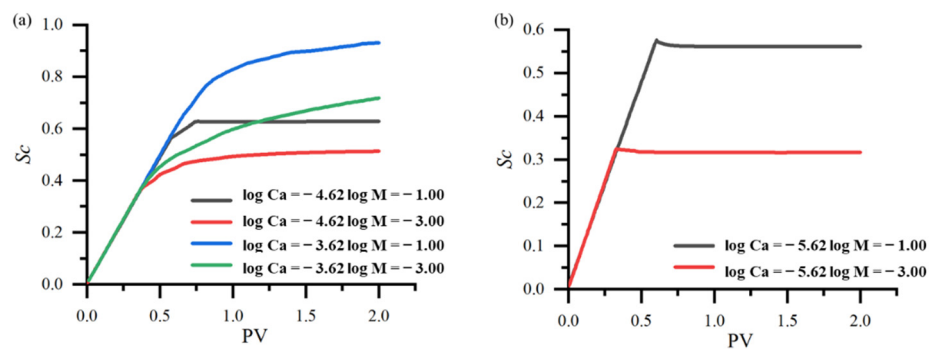 (a)
1.0
0.8
0.6
0.4
0.2
0.0
Sc
log Ca = − 4.62 log M = − 1.00
log Ca = − 4.62 log M = − 3.00
log Ca = − 3.62 log M = − 1.00
log Ca = − 3.62 log M = − 3.00
0.0 0.5 1.0 1.5 2.0
PV
(b)
0.6
0.5
0.4
0.3
0.2
0.1
0.0
Sc
log Ca = − 5.62 log M = − 1.00
log Ca = − 5.62 log M = − 3.00
0.0 0.5 1.0 1.5 2.0
PV